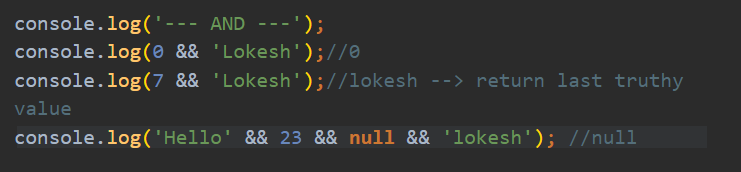 console.log('--- AND ---');
console.log(0 && 'Lokesh');//0
console.log(7 && 'Lokesh');//lokesh --> return last truthy
value
console.log('Hello' && 23 && null && 'lokesh'); //null